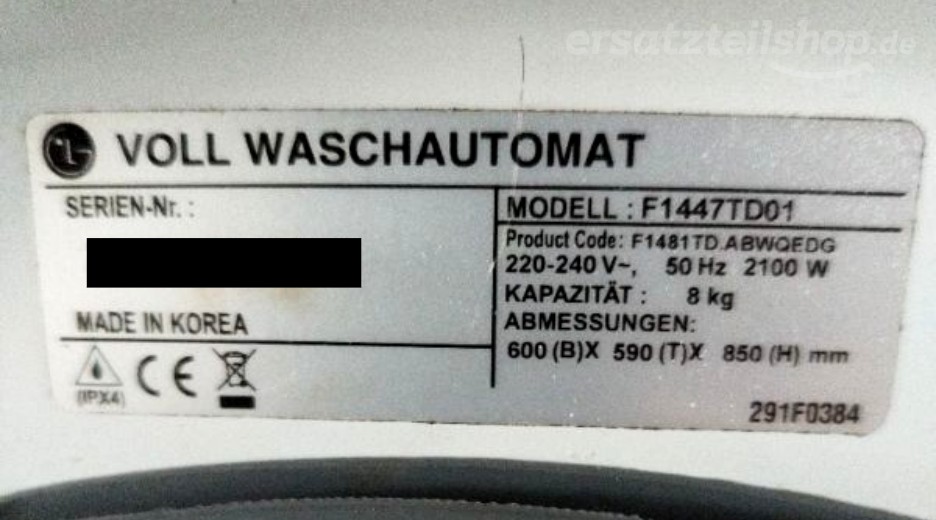 ersatzteilshop.de
LG VOLL WASCHAUTOMAT
SERIEN-Nr. :
MADE IN KOREA
(IPX4) CE
MODELL : F1447TD01
Product Code: F1481TD.ABWQEDG
220-240 V~, 50 Hz 2100 W
KAPAZITÄT : 8 kg
ABMESSUNGEN:
600 (B)X 590 (T)X 850 (H) mm
291F0384